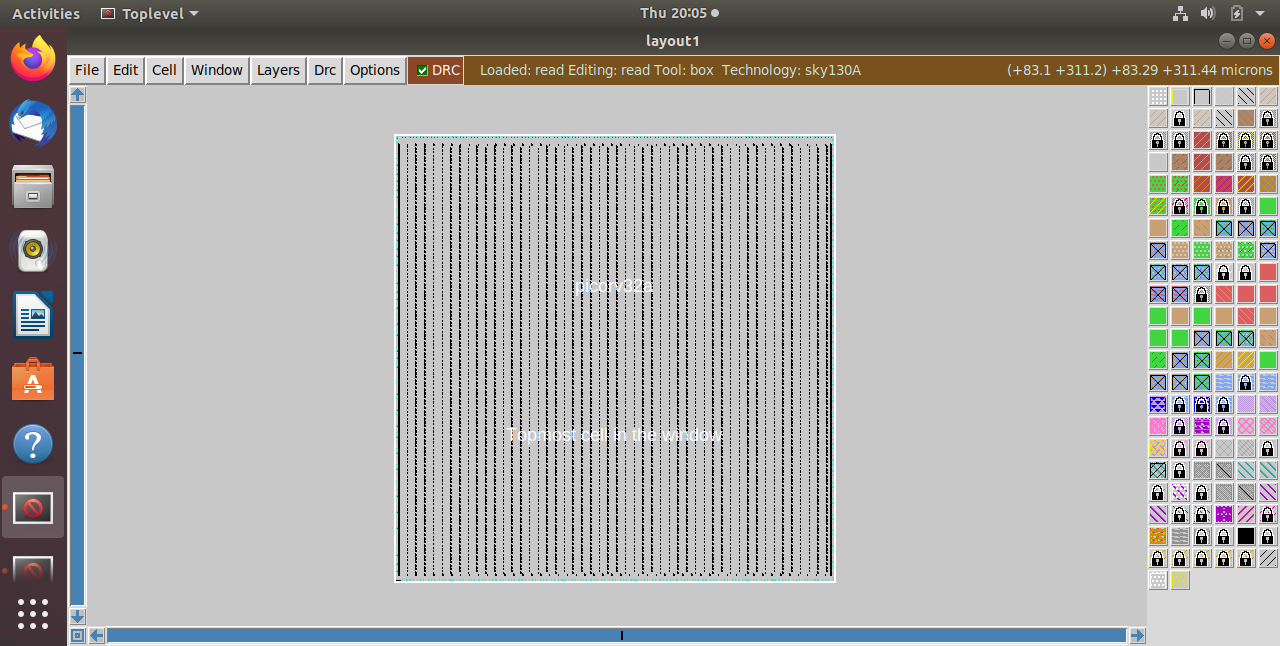 Activities Toplevel Thu 20:05
layout1
File Edit Cell Window Layers Drc Options DRC Loaded: read Editing: read Tool: box Technology: sky130A (+83.1 +311.2) +83.29 +311.44 microns
picorv32a
Topmost cell in the window